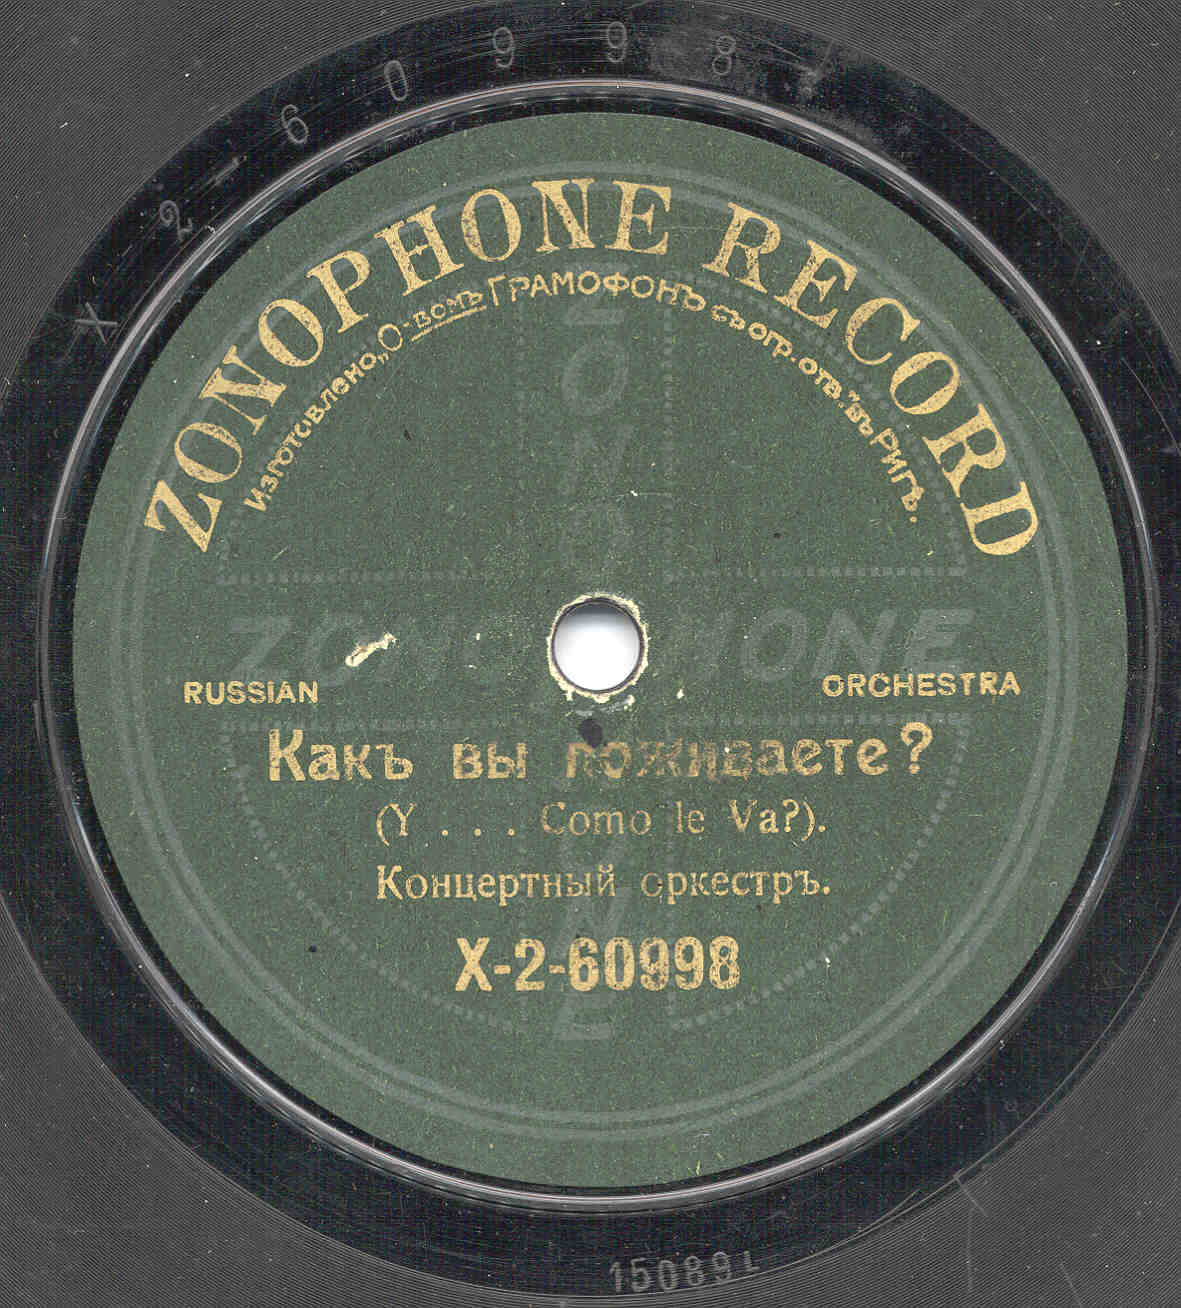 X-2-60998
ZONOPHONE RECORD
Изготовлено „О-вомъ ГРАМОФОНЪ съ огр. отв." въ Ригѣ.
ZONOPHONE
ZONOPHONE
RUSSIAN ORCHESTRA
Какъ вы поживаете?
(Y . . . Como le Va?).
Концертный оркестръ.
X-2-60998
15089L